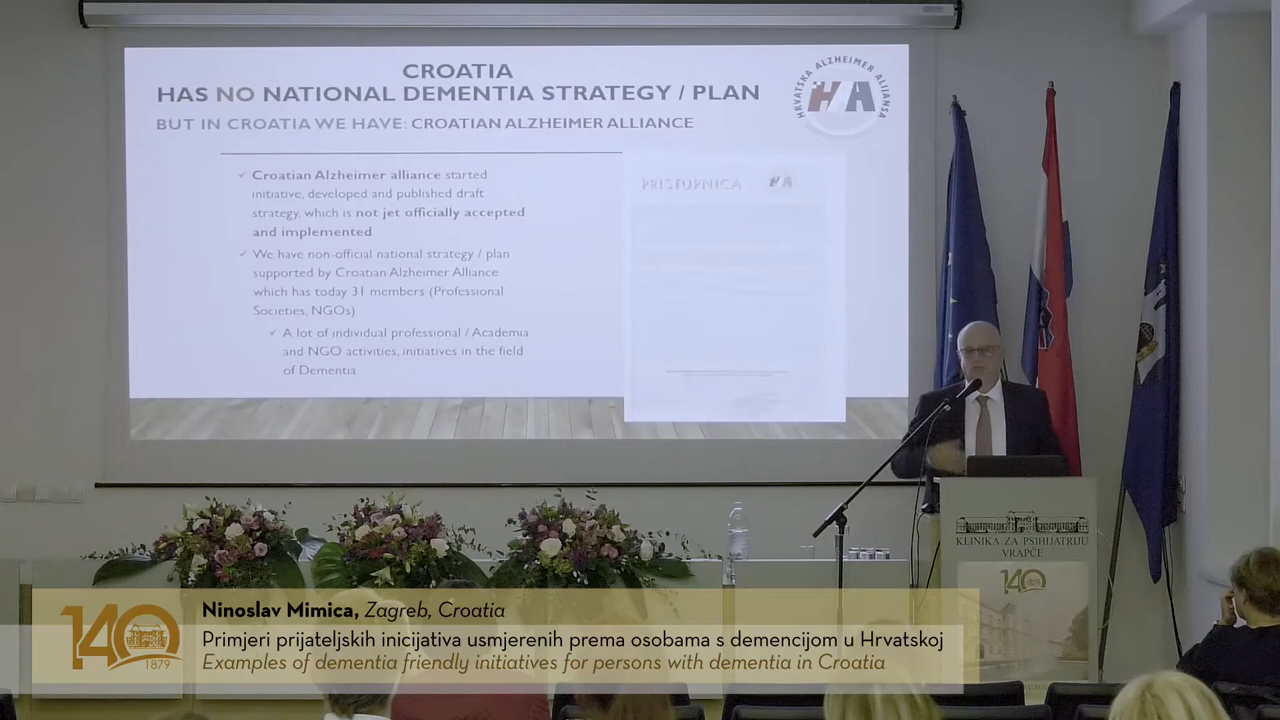 CROATIA
HAS NO NATIONAL DEMENTIA STRATEGY / PLAN
BUT IN CROATIA WE HAVE: CROATIAN ALZHEIMER ALLIANCE
HRVATSKA ALZHEIMER ALIJANSA
HAA
✓ Croatian Alzheimer alliance started
initiative, developed and published draft
strategy, which is not jet officially accepted
and implemented
✓ We have non-official national strategy / plan
supported by Croatian Alzheimer Alliance
which has today 31 members (Professional
Societies, NGOs)
✓ A lot of individual professional / Academia
and NGO activities, initiatives in the field
of Dementia
PRISTUPNICA
KLINIKA ZA PSIHIJATRIJU
VRAPČE
140
140
1879
Ninoslav Mimica, Zagreb, Croatia
Primjeri prijateljskih inicijativa usmjerenih prema osobama s demencijom u Hrvatskoj
Examples of dementia friendly initiatives for persons with dementia in Croatia